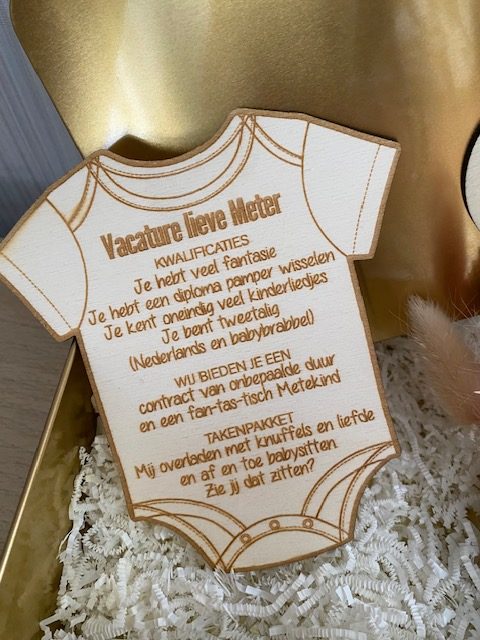 Vacature lieve Meter
KWALIFICATIES
Je hebt veel fantasie
Je hebt een diploma pamper wisselen
Je kent oneindig veel kinderliedjes
Je bent tweetalig
(Nederlands en babybrabbel)
WIJ BIEDEN JE EEN
contract van onbepaalde duur
en een fan-tas-tisch Metekind
TAKENPAKKET
Mij overladen met knuffels en liefde
en af en toe babysitten
Zie jij dat zitten?